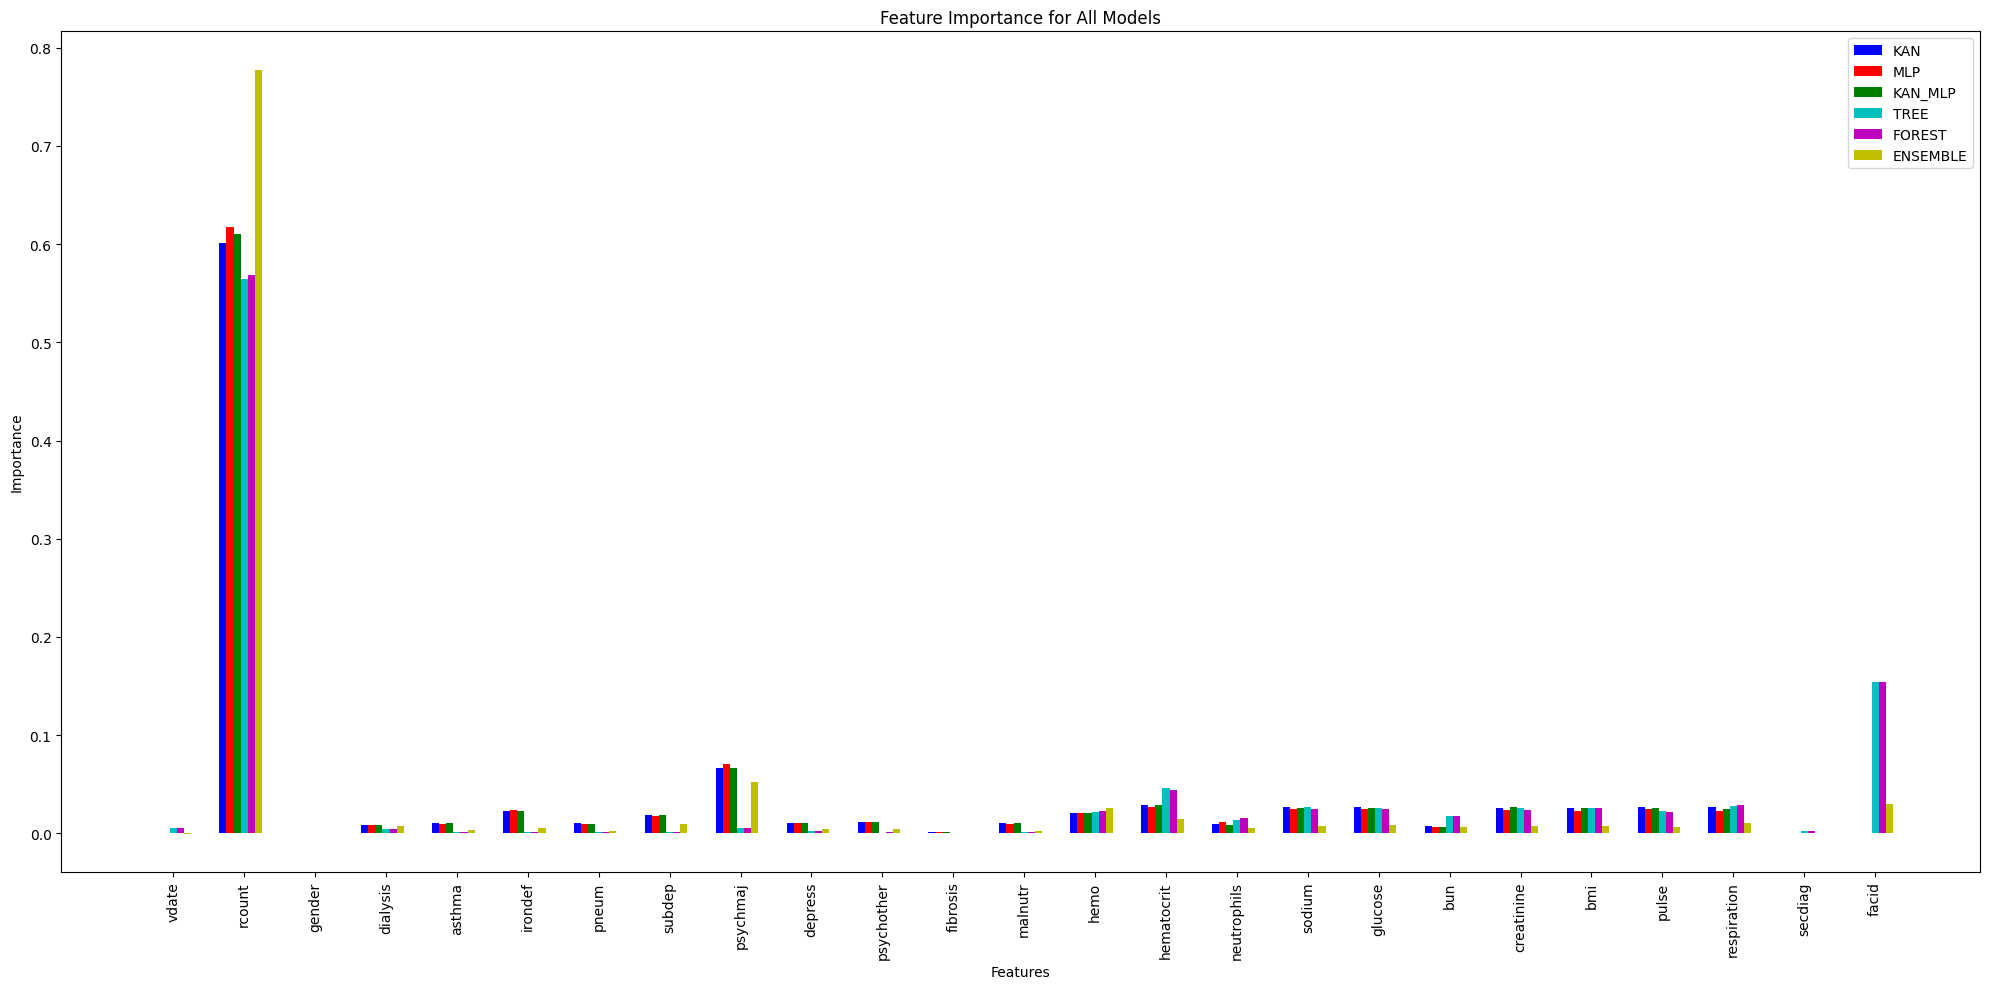 Feature Importance for All Models
KAN
MLP
KAN_MLP
TREE
FOREST
ENSEMBLE
Importance
0.8
0.7
0.6
0.5
0.4
0.3
0.2
0.1
0.0
vdate
rcount
gender
dialysis
asthma
irondef
pneum
subdep
psychmaj
depress
psychother
fibrosis
malnutr
hemo
hematocrit
neutrophils
sodium
glucose
bun
creatinine
bmi
pulse
respiration
secdiag
facid
Features